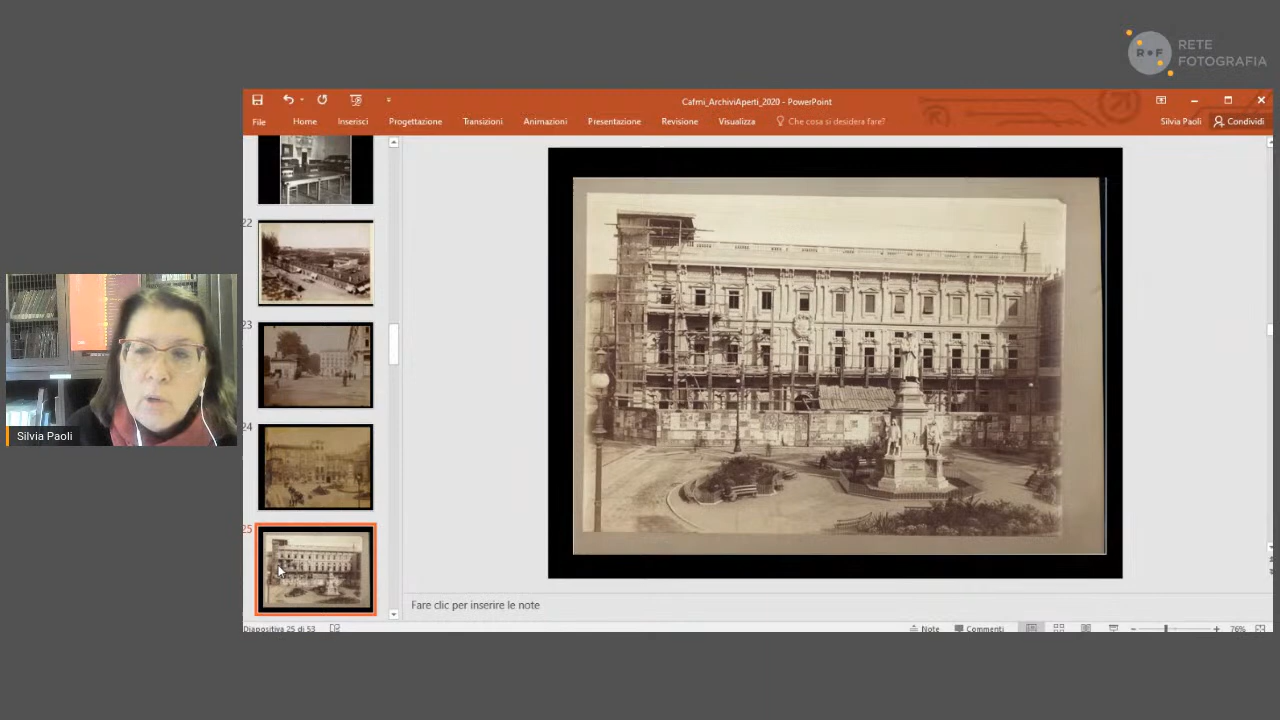 R●F RETE
FOTOGRAFIA
Cafmi_ArchiviAperti_2020 - PowerPoint
File Home Inserisci Progettazione Transizioni Animazioni Presentazione Revisione Visualizza Che cosa si desidera fare? Silvia Paoli Condividi
22
23
24
25
Silvia Paoli
Fare clic per inserire le note
Diapositiva 25 di 53 Note Commenti 76%